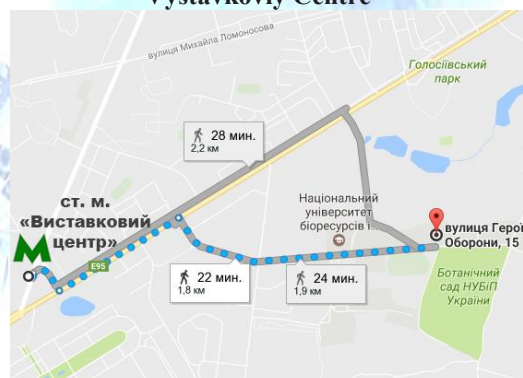 Vystavkoviy Centre
вулиця Михайла Ломоносова
Голосіївський
парк
28 мин.
2,2 км
ст. м.
«Виставковий
центр»
Національний
університет
біоресурсів і...
вулиця Герої
Оборони, 15
E95
22 мин.
1,8 км
24 мин.
1,9 км
Ботанічний
сад НУБіП
України